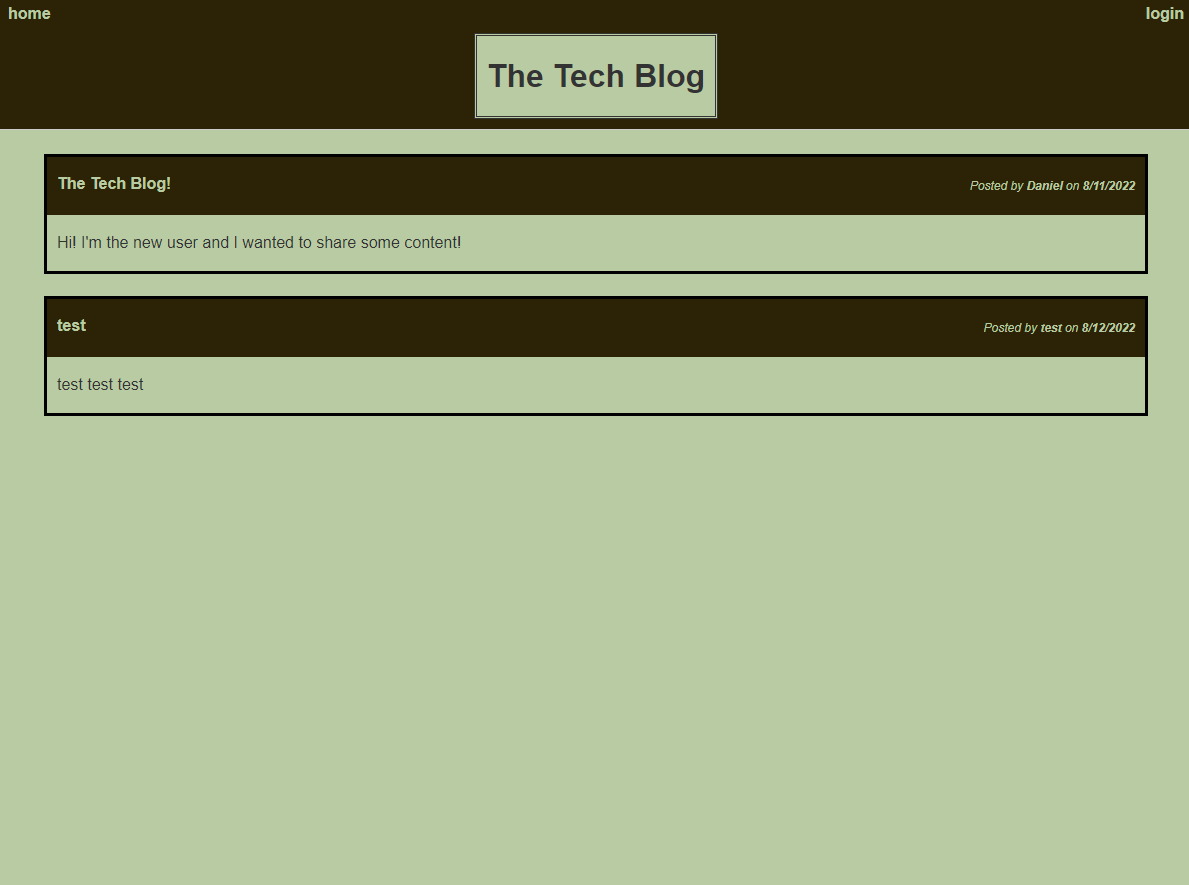 home login
The Tech Blog
The Tech Blog! Posted by Daniel on 8/11/2022
Hi! I'm the new user and I wanted to share some content!
test Posted by test on 8/12/2022
test test test